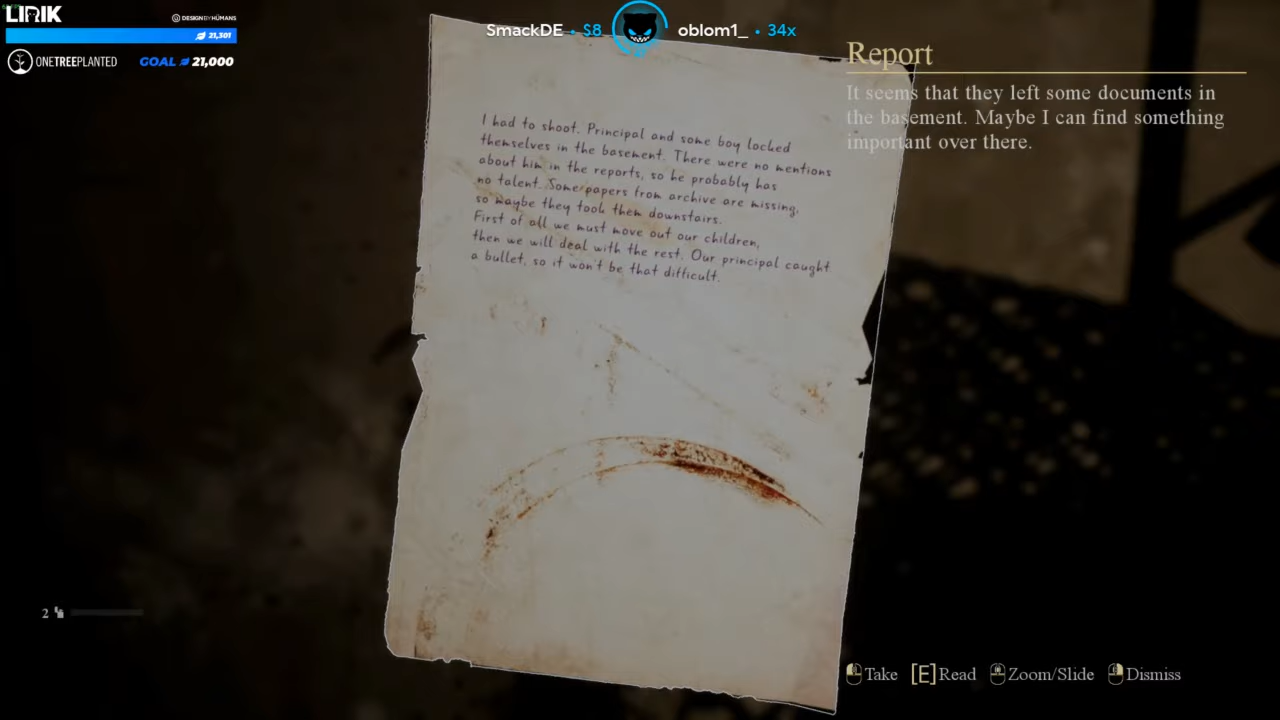 LIRIK
DESIGN BY HÜMANS
21,301
ONETREEPLANTED
GOAL 21,000
SmackDE • $8
oblom1_ • 34x
Report
It seems that they left some documents in
the basement. Maybe I can find something
important over there.
I had to shoot. Principal and some boy locked
themselves in the basement. There were no mentions
about him in the reports, so he probably has
no talent. Some papers from archive are missing,
so maybe they took them downstairs.
First of all we must move out our children,
then we will deal with the rest. Our principal caught
a bullet, so it won't be that difficult.
2
Take [E] Read Zoom/Slide Dismiss